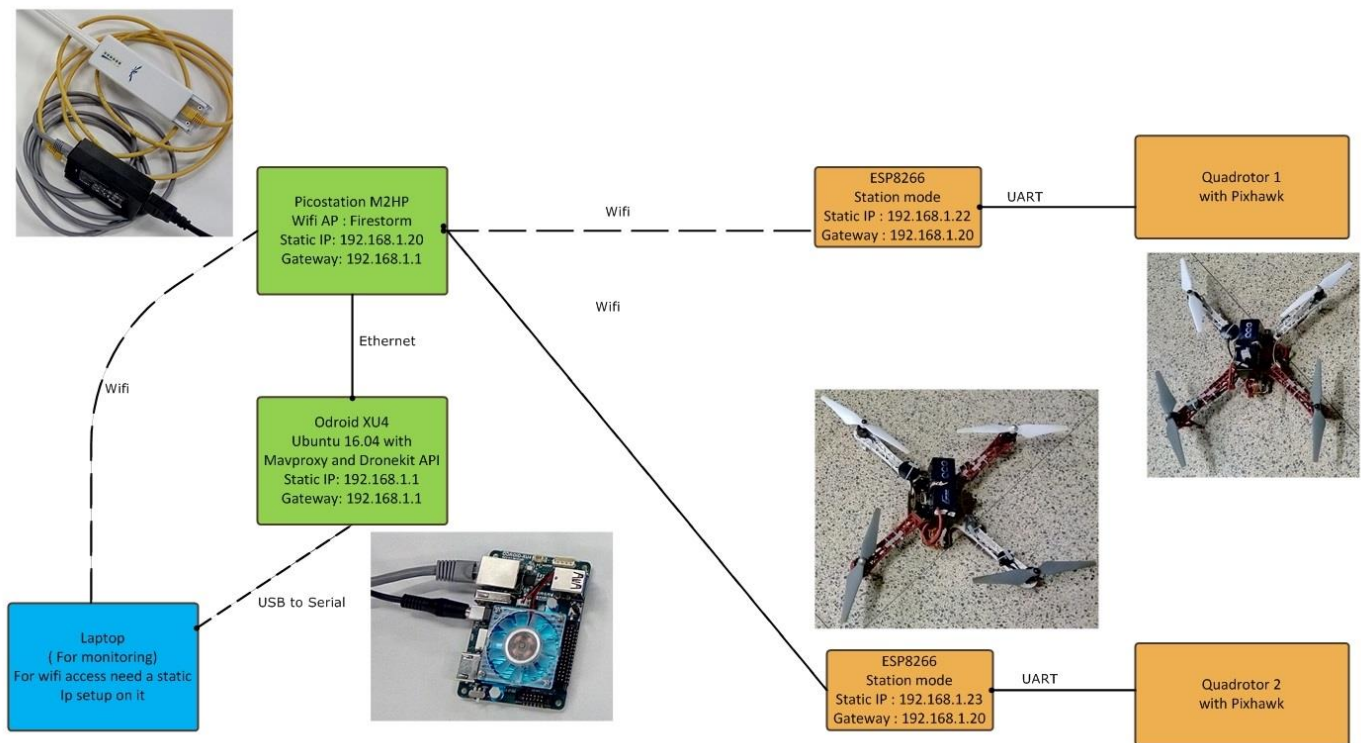 Picostation M2HP
Wifi AP : Firestorm
Static IP: 192.168.1.20
Gateway: 192.168.1.1
Wifi
ESP8266
Station mode
Static IP : 192.168.1.22
Gateway : 192.168.1.20
UART
Quadrotor 1
with Pixhawk
Wifi
Ethernet
Wifi
Odroid XU4
Ubuntu 16.04 with
Mavproxy and Dronekit API
Static IP: 192.168.1.1
Gateway: 192.168.1.1
USB to Serial
Laptop
( For monitoring)
For wifi access need a static
Ip setup on it
ESP8266
Station mode
Static IP : 192.168.1.23
Gateway : 192.168.1.20
UART
Quadrotor 2
with Pixhawk